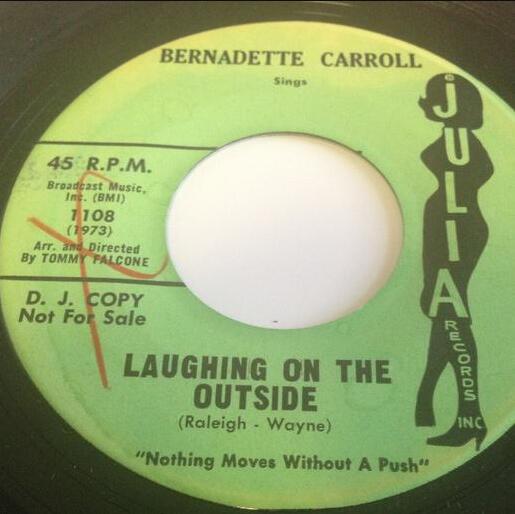 BERNADETTE CARROLL
Sings
45 R.P.M.
Broadcast Music,
Inc. (BMI)
1108
(1973)
Arr. and Directed
By TOMMY FALCONE
D. J. COPY
Not For Sale
JULIA
RECORDS
INC
LAUGHING ON THE
OUTSIDE
(Raleigh - Wayne)
"Nothing Moves Without A Push"